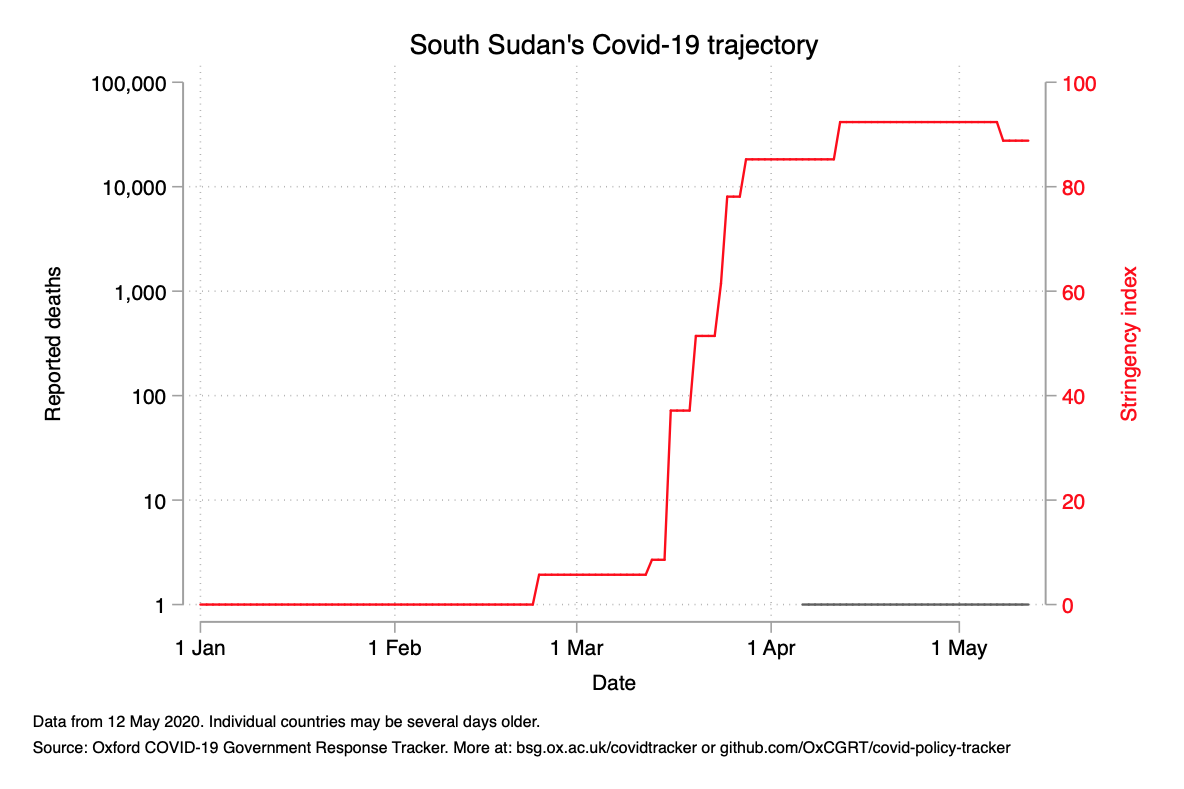 South Sudan's Covid-19 trajectory
100,000
10,000
1,000
100
10
1
Reported deaths
100
80
60
40
20
0
Stringency index
1 Jan
1 Feb
1 Mar
1 Apr
1 May
Date
Data from 12 May 2020. Individual countries may be several days older.
Source: Oxford COVID-19 Government Response Tracker. More at: bsg.ox.ac.uk/covidtracker or github.com/OxCGRT/covid-policy-tracker